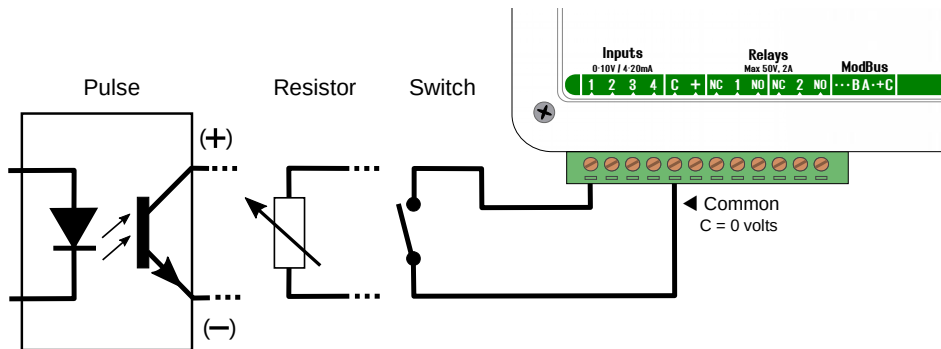 Inputs
0-10V / 4-20mA
Relays
Max 50V, 2A
ModBus
1 2 3 4 C + NC 1 NO NC 2 NO ···BA·+C
Pulse
Resistor
Switch
(+)
(−)
Common
C = 0 volts